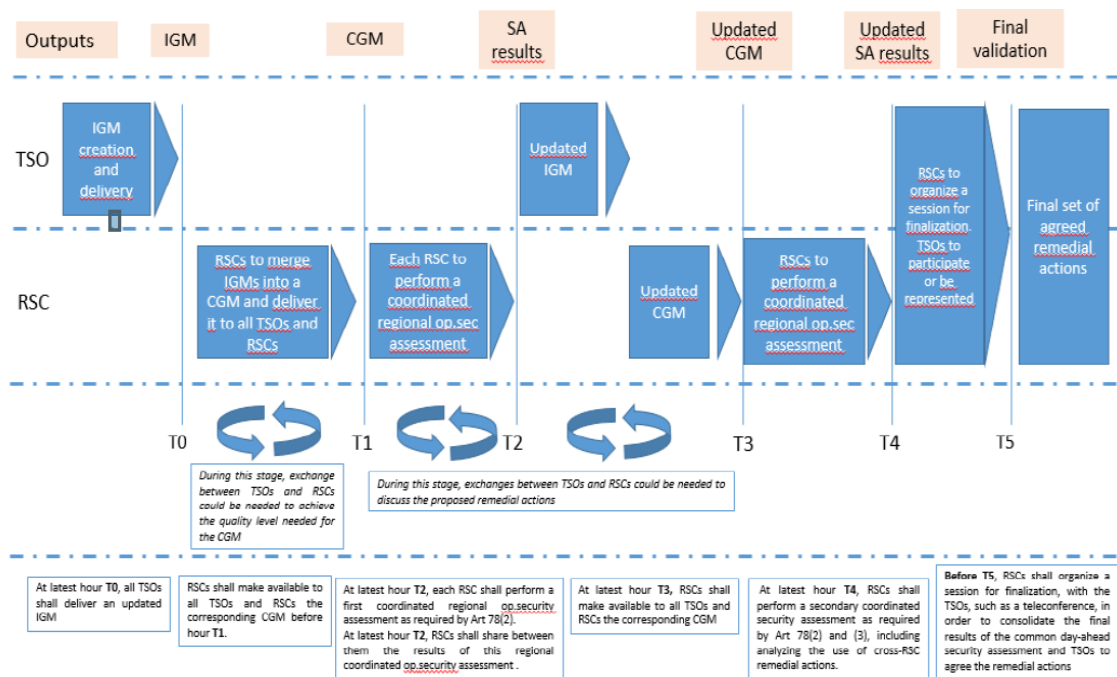 Outputs
IGM
CGM
SA
results
Updated
CGM
Updated
SA results
Final
validation
TSO
IGM
creation
and
delivery
Updated
IGM
RSCs to
organize a
session for
finalization.
TSOs to
participate
or be
represented
Final set of
agreed
remedial
actions
RSC
RSCs to merge
IGMs into a
CGM and deliver
it to all TSOs and
RSCs
Each RSC to
perform a
coordinated
regional op.sec
assessment
Updated
CGM
RSCs to
perform a
coordinated
regional op.sec
assessment
T0
T1
T2
T3
T4
T5
During this stage, exchange
between TSOs and RSCs
could be needed to achieve
the quality level needed for
the CGM
During this stage, exchanges between TSOs and RSCs could be needed to
discuss the proposed remedial actions
At latest hour T0, all TSOs
shall deliver an updated
IGM
RSCs shall make available to
all TSOs and RSCs the
corresponding CGM before
hour T1.
At latest hour T2, each RSC shall perform a
first coordinated regional op.security
assessment as required by Art 78(2).
At latest hour T2, RSCs shall share between
them the results of this regional
coordinated op.security assessment .
At latest hour T3, RSCs shall
make available to all TSOs and
RSCs the corresponding CGM
At latest hour T4, RSCs shall
perform a secondary coordinated
security assessment as required
by Art 78(2) and (3), including
analyzing the use of cross-RSC
remedial actions.
Before T5, RSCs shall organize a
session for finalization, with the
TSOs, such as a teleconference, in
order to consolidate the final
results of the common day-ahead
security assessment and TSOs to
agree the remedial actions